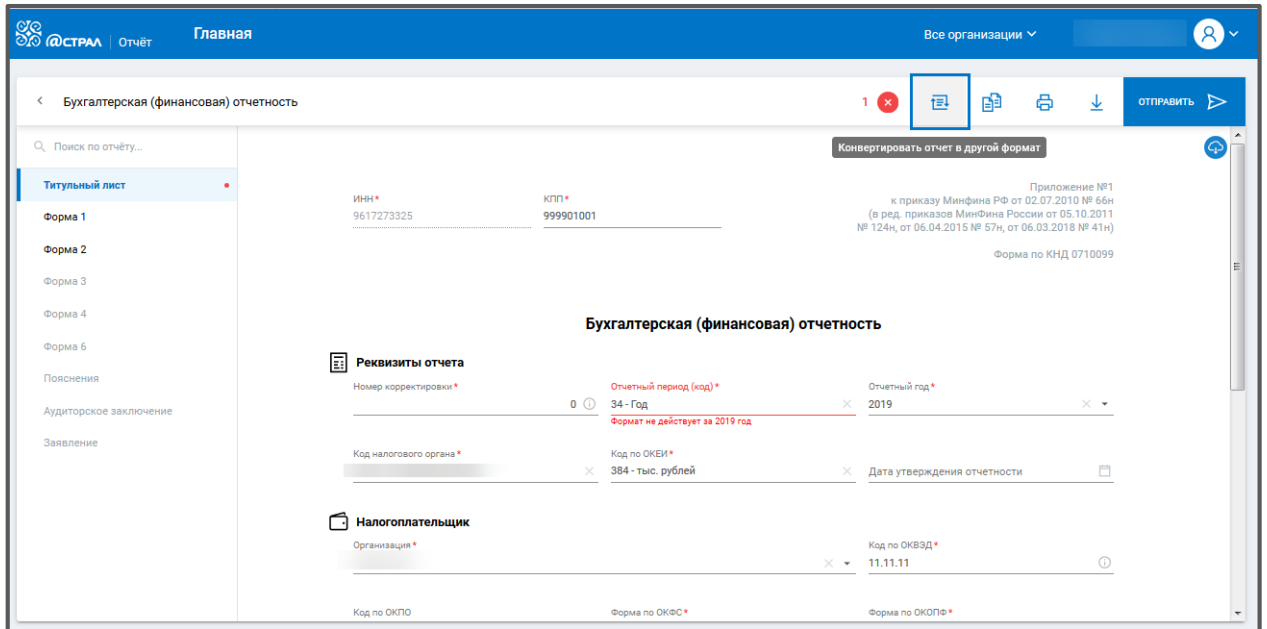 @СТРАЛ | Отчёт
Главная
Все организации
Бухгалтерская (финансовая) отчетность
1
ОТПРАВИТЬ
Конвертировать отчет в другой формат
Поиск по отчёту...
Титульный лист
Форма 1
Форма 2
Форма 3
Форма 4
Форма 6
Пояснения
Аудиторское заключение
Заявление
ИНН*
КПП*
9617273325
999901001
Приложение №1
к приказу Минфина РФ от 02.07.2010 № 66н
(в ред. приказов МинФина России от 05.10.2011
№ 124н, от 06.04.2015 № 57н, от 06.03.2018 № 41н)
Форма по КНД 0710099
Бухгалтерская (финансовая) отчетность
Реквизиты отчета
Номер корректировки*
Отчетный период (код)*
Отчетный год*
0
34 - Год
2019
Формат не действует за 2019 год
Код налогового органа*
Код по ОКЕИ*
384 - тыс. рублей
Дата утверждения отчетности
Налогоплательщик
Организация*
Код по ОКВЭД*
11.11.11
Код по ОКПО
Форма по ОКФС*
Форма по ОКОПФ*